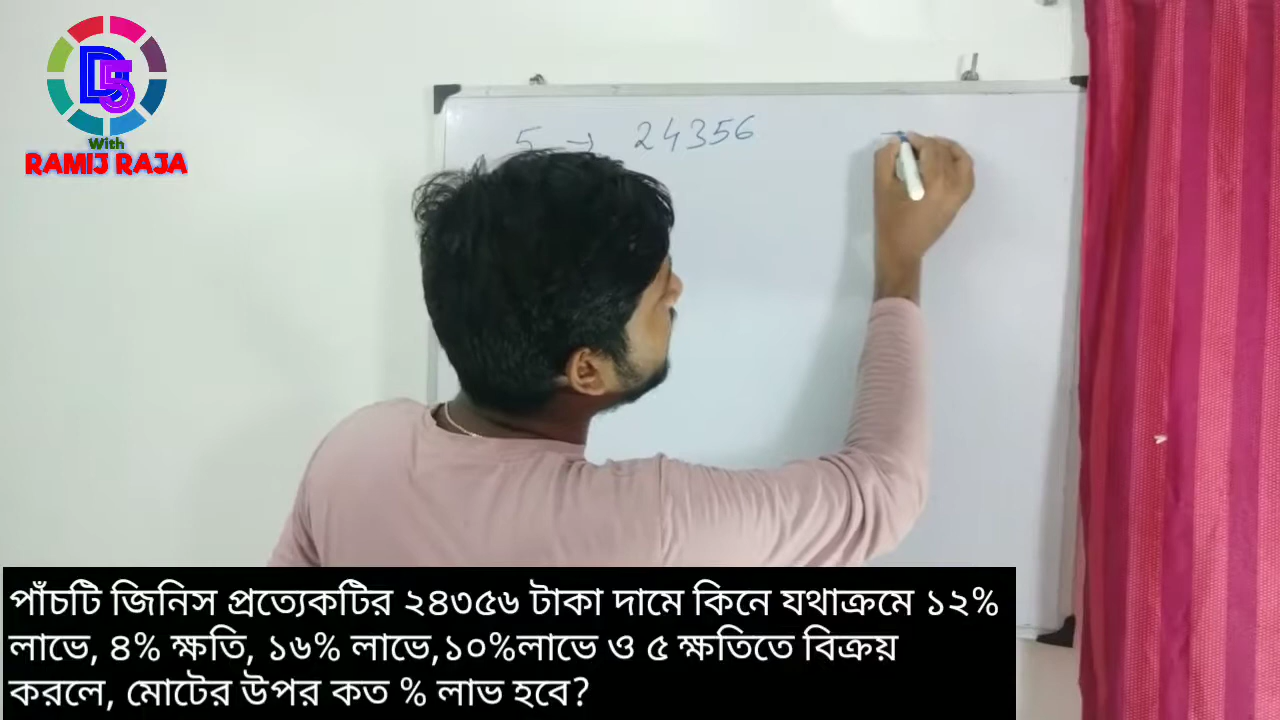 D5
With
RAMIJ RAJA
5 → 24356
পাঁচটি জিনিস প্রত্যেকটির ২৪৩৫৬ টাকা দামে কিনে যথাক্রমে ১২%
লাভে, ৪% ক্ষতি, ১৬% লাভে,১০%লাভে ও ৫ ক্ষতিতে বিক্রয়
করলে, মোটের উপর কত % লাভ হবে?